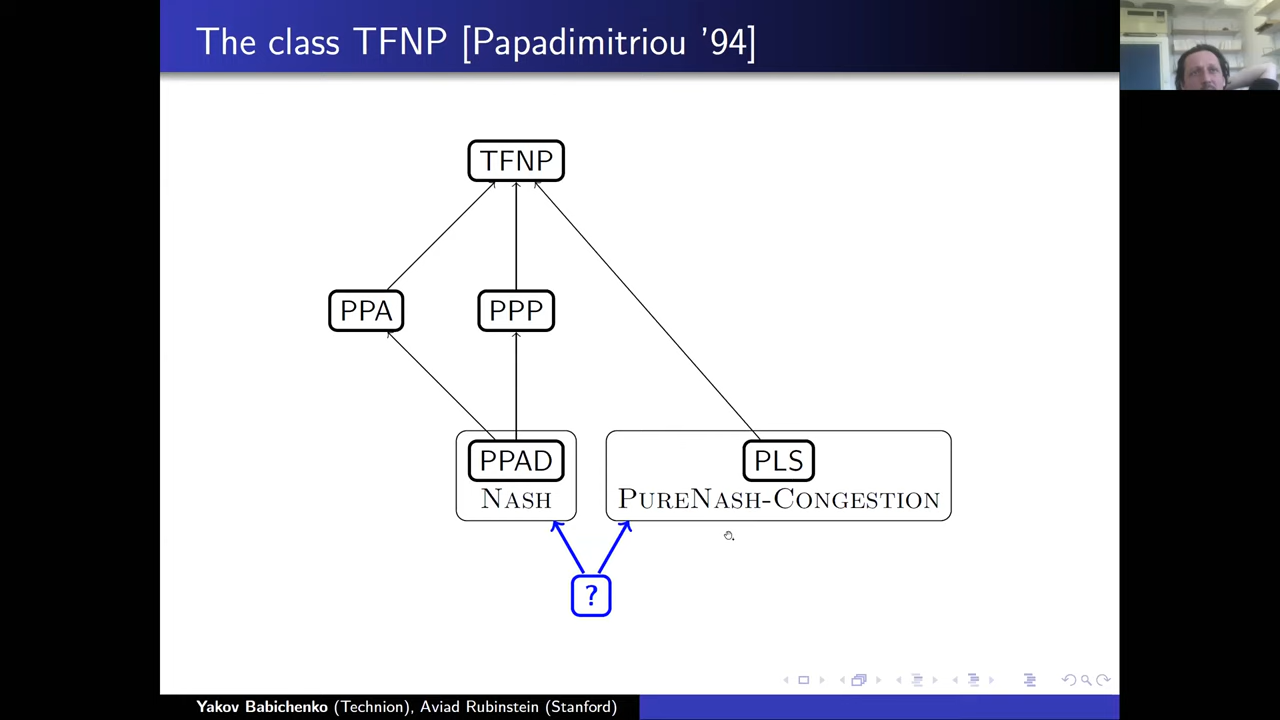 The class TFNP [Papadimitriou '94]
TFNP
PPA PPP
PPAD PLS
NASH PURENASH-CONGESTION
?
Yakov Babichenko (Technion), Aviad Rubinstein (Stanford)